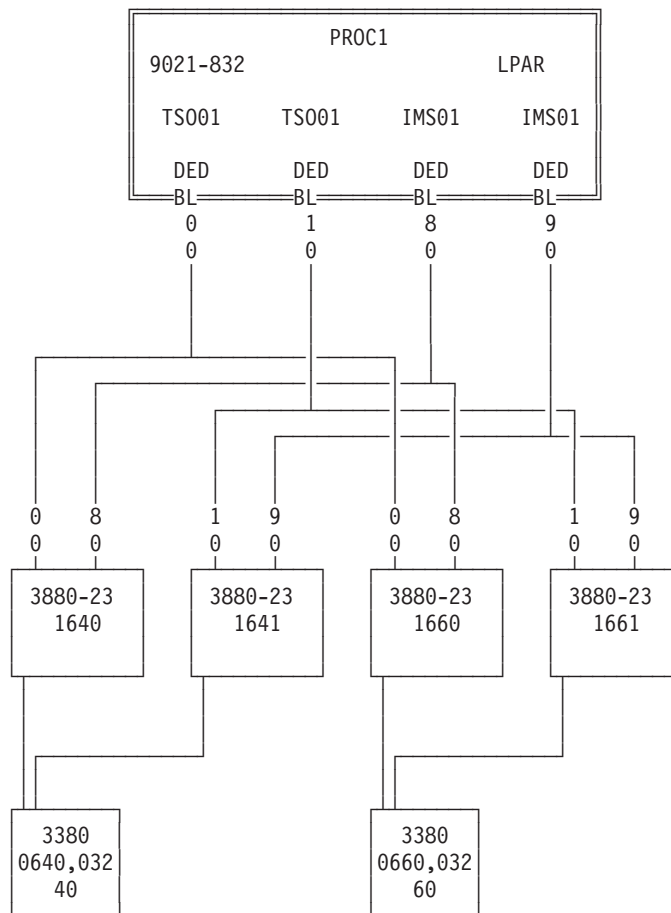 PROC1
9021-832 LPAR
TSO01 TSO01 IMS01 IMS01
DED DED DED DED
BL BL BL BL
0 1 8 9
0 0 0 0
0 8 1 9 0 8 1 9
0 0 0 0 0 0 0 0
3880-23 3880-23 3880-23 3880-23
1640 1641 1660 1661
3380 3380
0640,032 0660,032
40 60